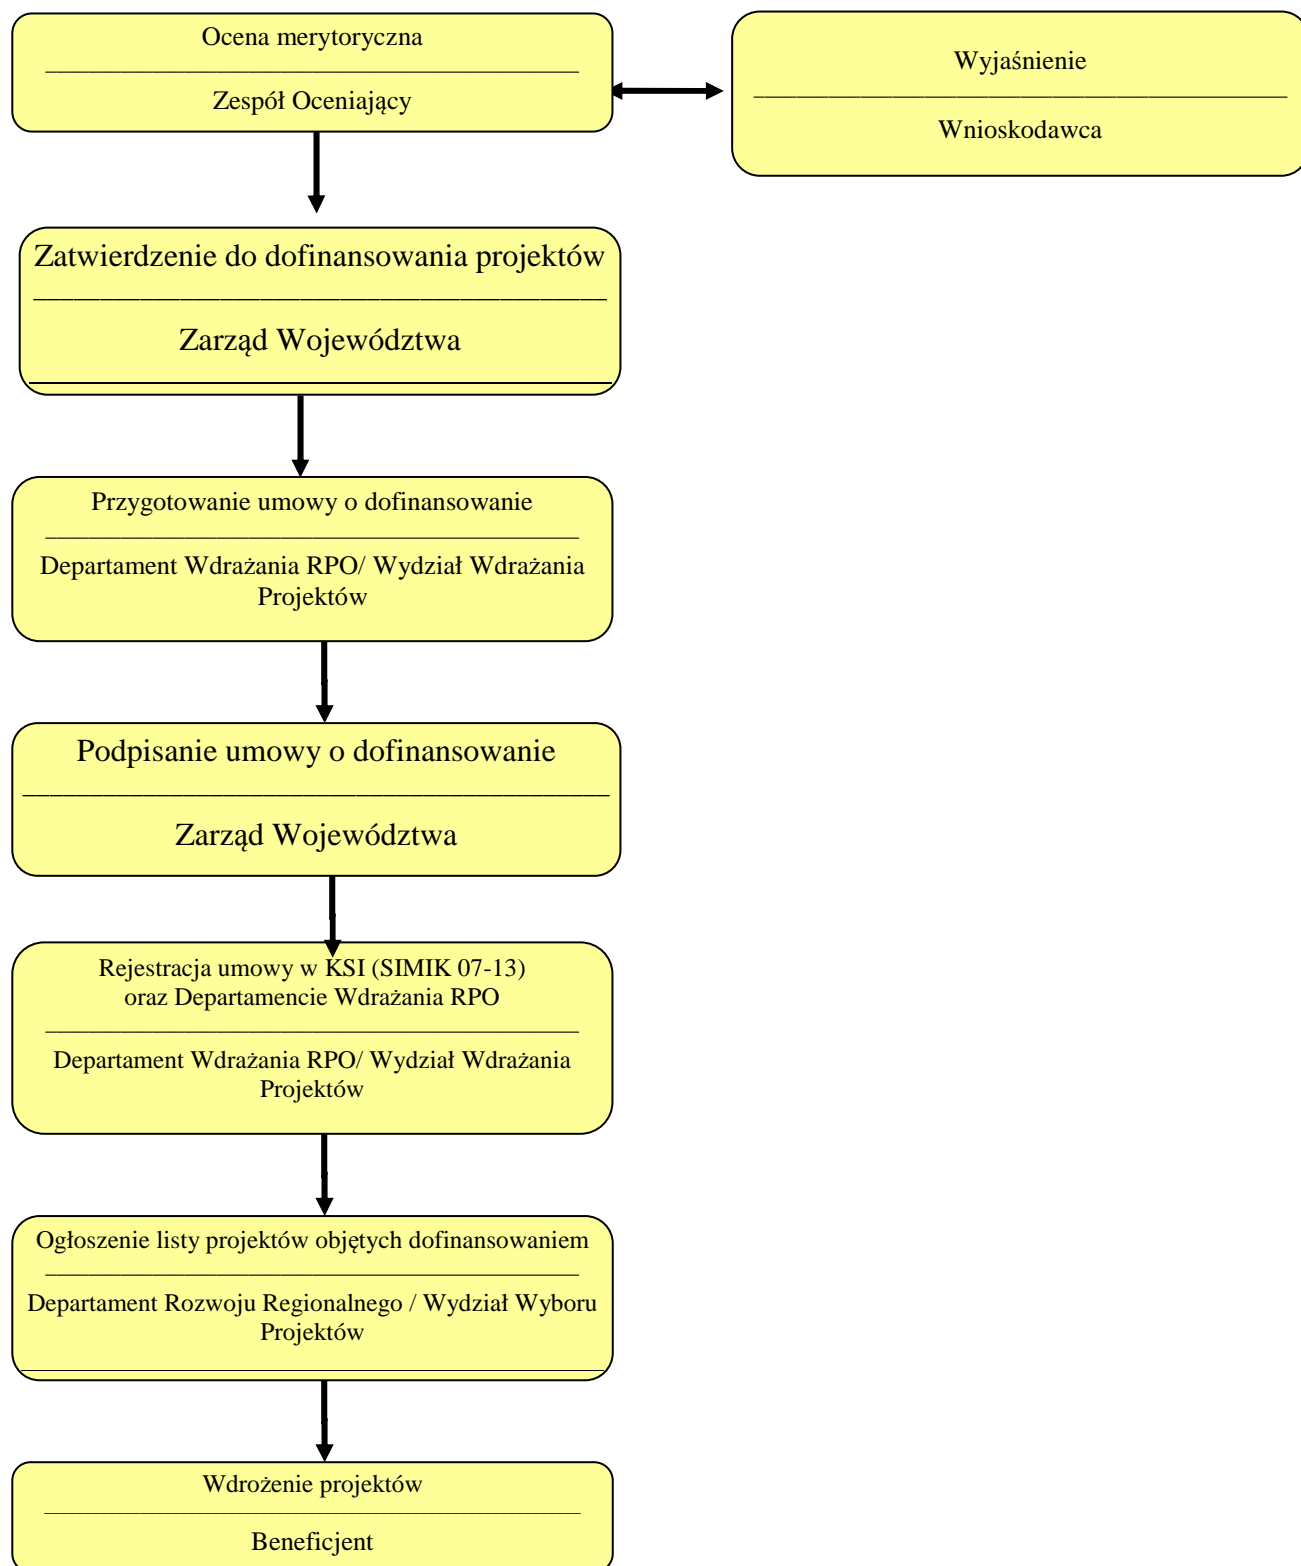 Ocena merytoryczna
Zespół Oceniający
Wyjaśnienie
Wnioskodawca
Zatwierdzenie do dofinansowania projektów
Zarząd Województwa
Przygotowanie umowy o dofinansowanie
Departament Wdrażania RPO/ Wydział Wdrażania
Projektów
Podpisanie umowy o dofinansowanie
Zarząd Województwa
Rejestracja umowy w KSI (SIMIK 07-13)
oraz Departamencie Wdrażania RPO
Departament Wdrażania RPO/ Wydział Wdrażania
Projektów
Ogłoszenie listy projektów objętych dofinansowaniem
Departament Rozwoju Regionalnego / Wydział Wyboru
Projektów
Wdrożenie projektów
Beneficjent